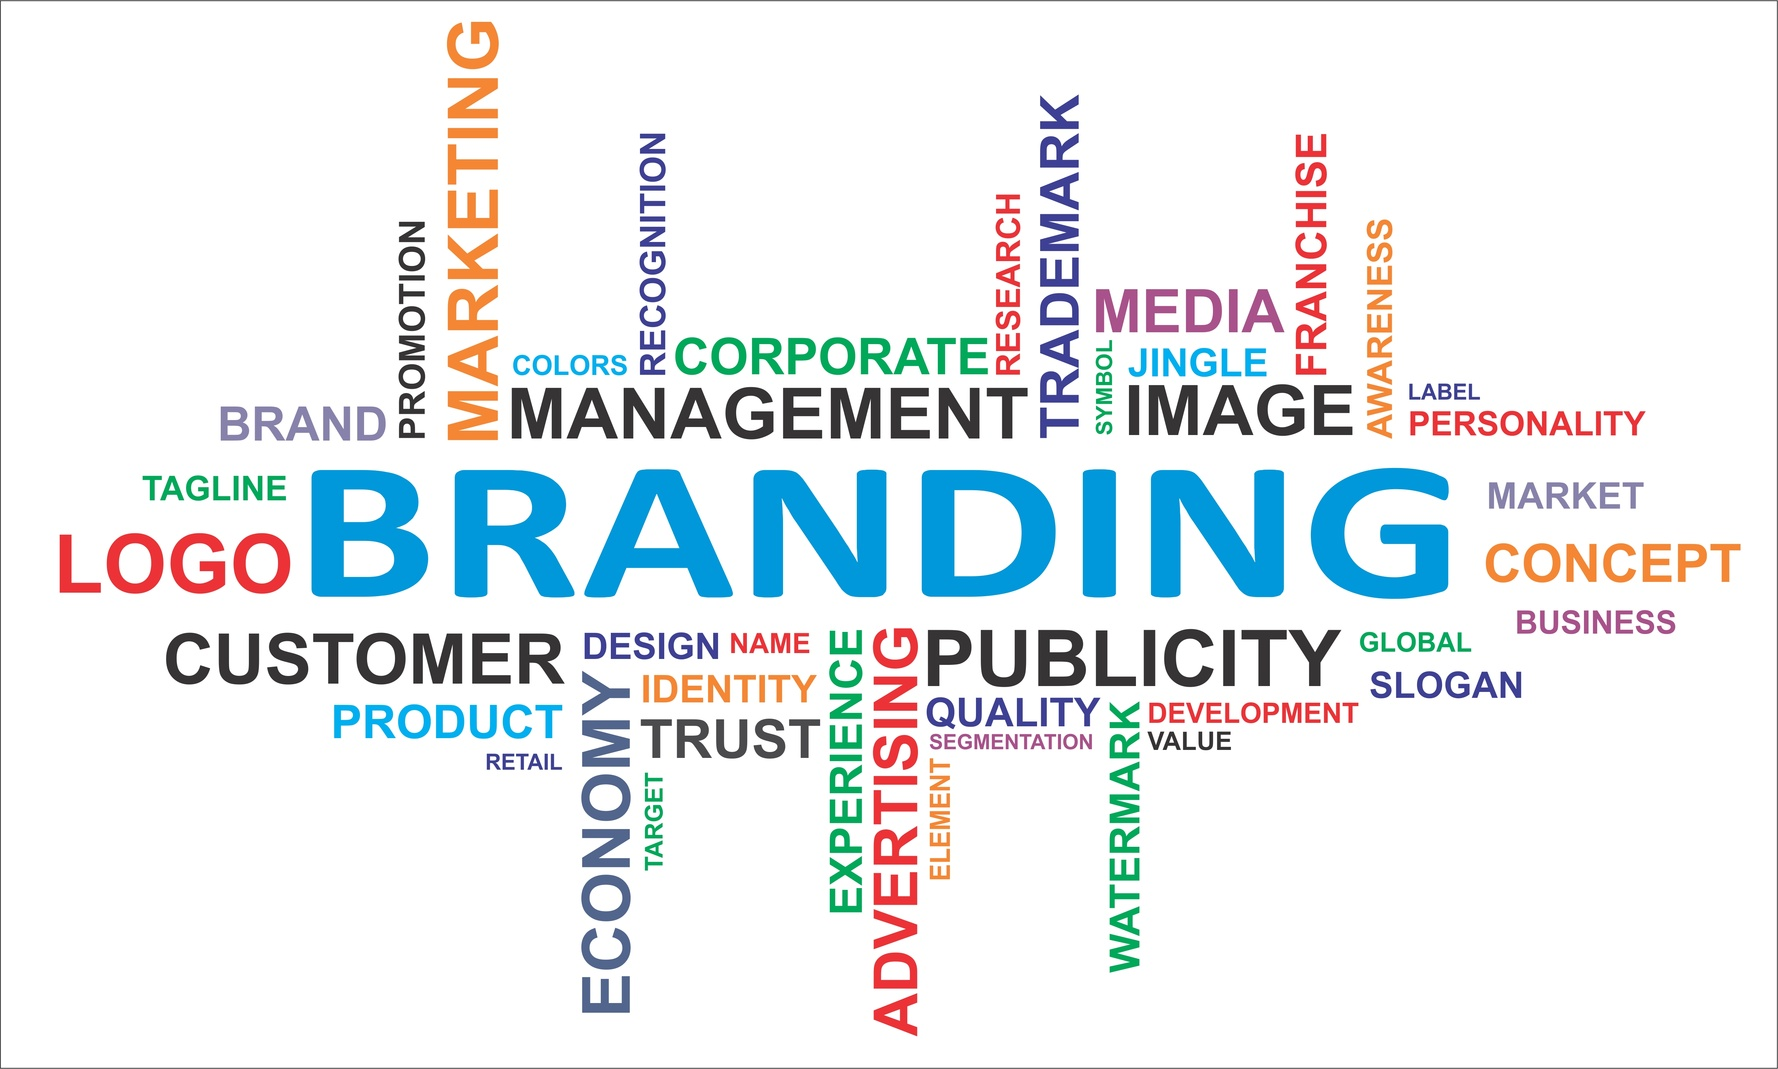 MARKETING
TRADEMARK
RECOGNITION
FRANCHISE
RESEARCH
PROMOTION
AWARENESS
MEDIA
COLORS
CORPORATE
SYMBOL
JINGLE
BRAND
MANAGEMENT
IMAGE
LABEL
PERSONALITY
TAGLINE
LOGO
BRANDING
MARKET
CONCEPT
BUSINESS
CUSTOMER
DESIGN
NAME
EXPERIENCE
ADVERTISING
PUBLICITY
GLOBAL
SLOGAN
PRODUCT
ECONOMY
IDENTITY
TRUST
QUALITY
DEVELOPMENT
RETAIL
SEGMENTATION
VALUE
TARGET
ELEMENT
WATERMARK